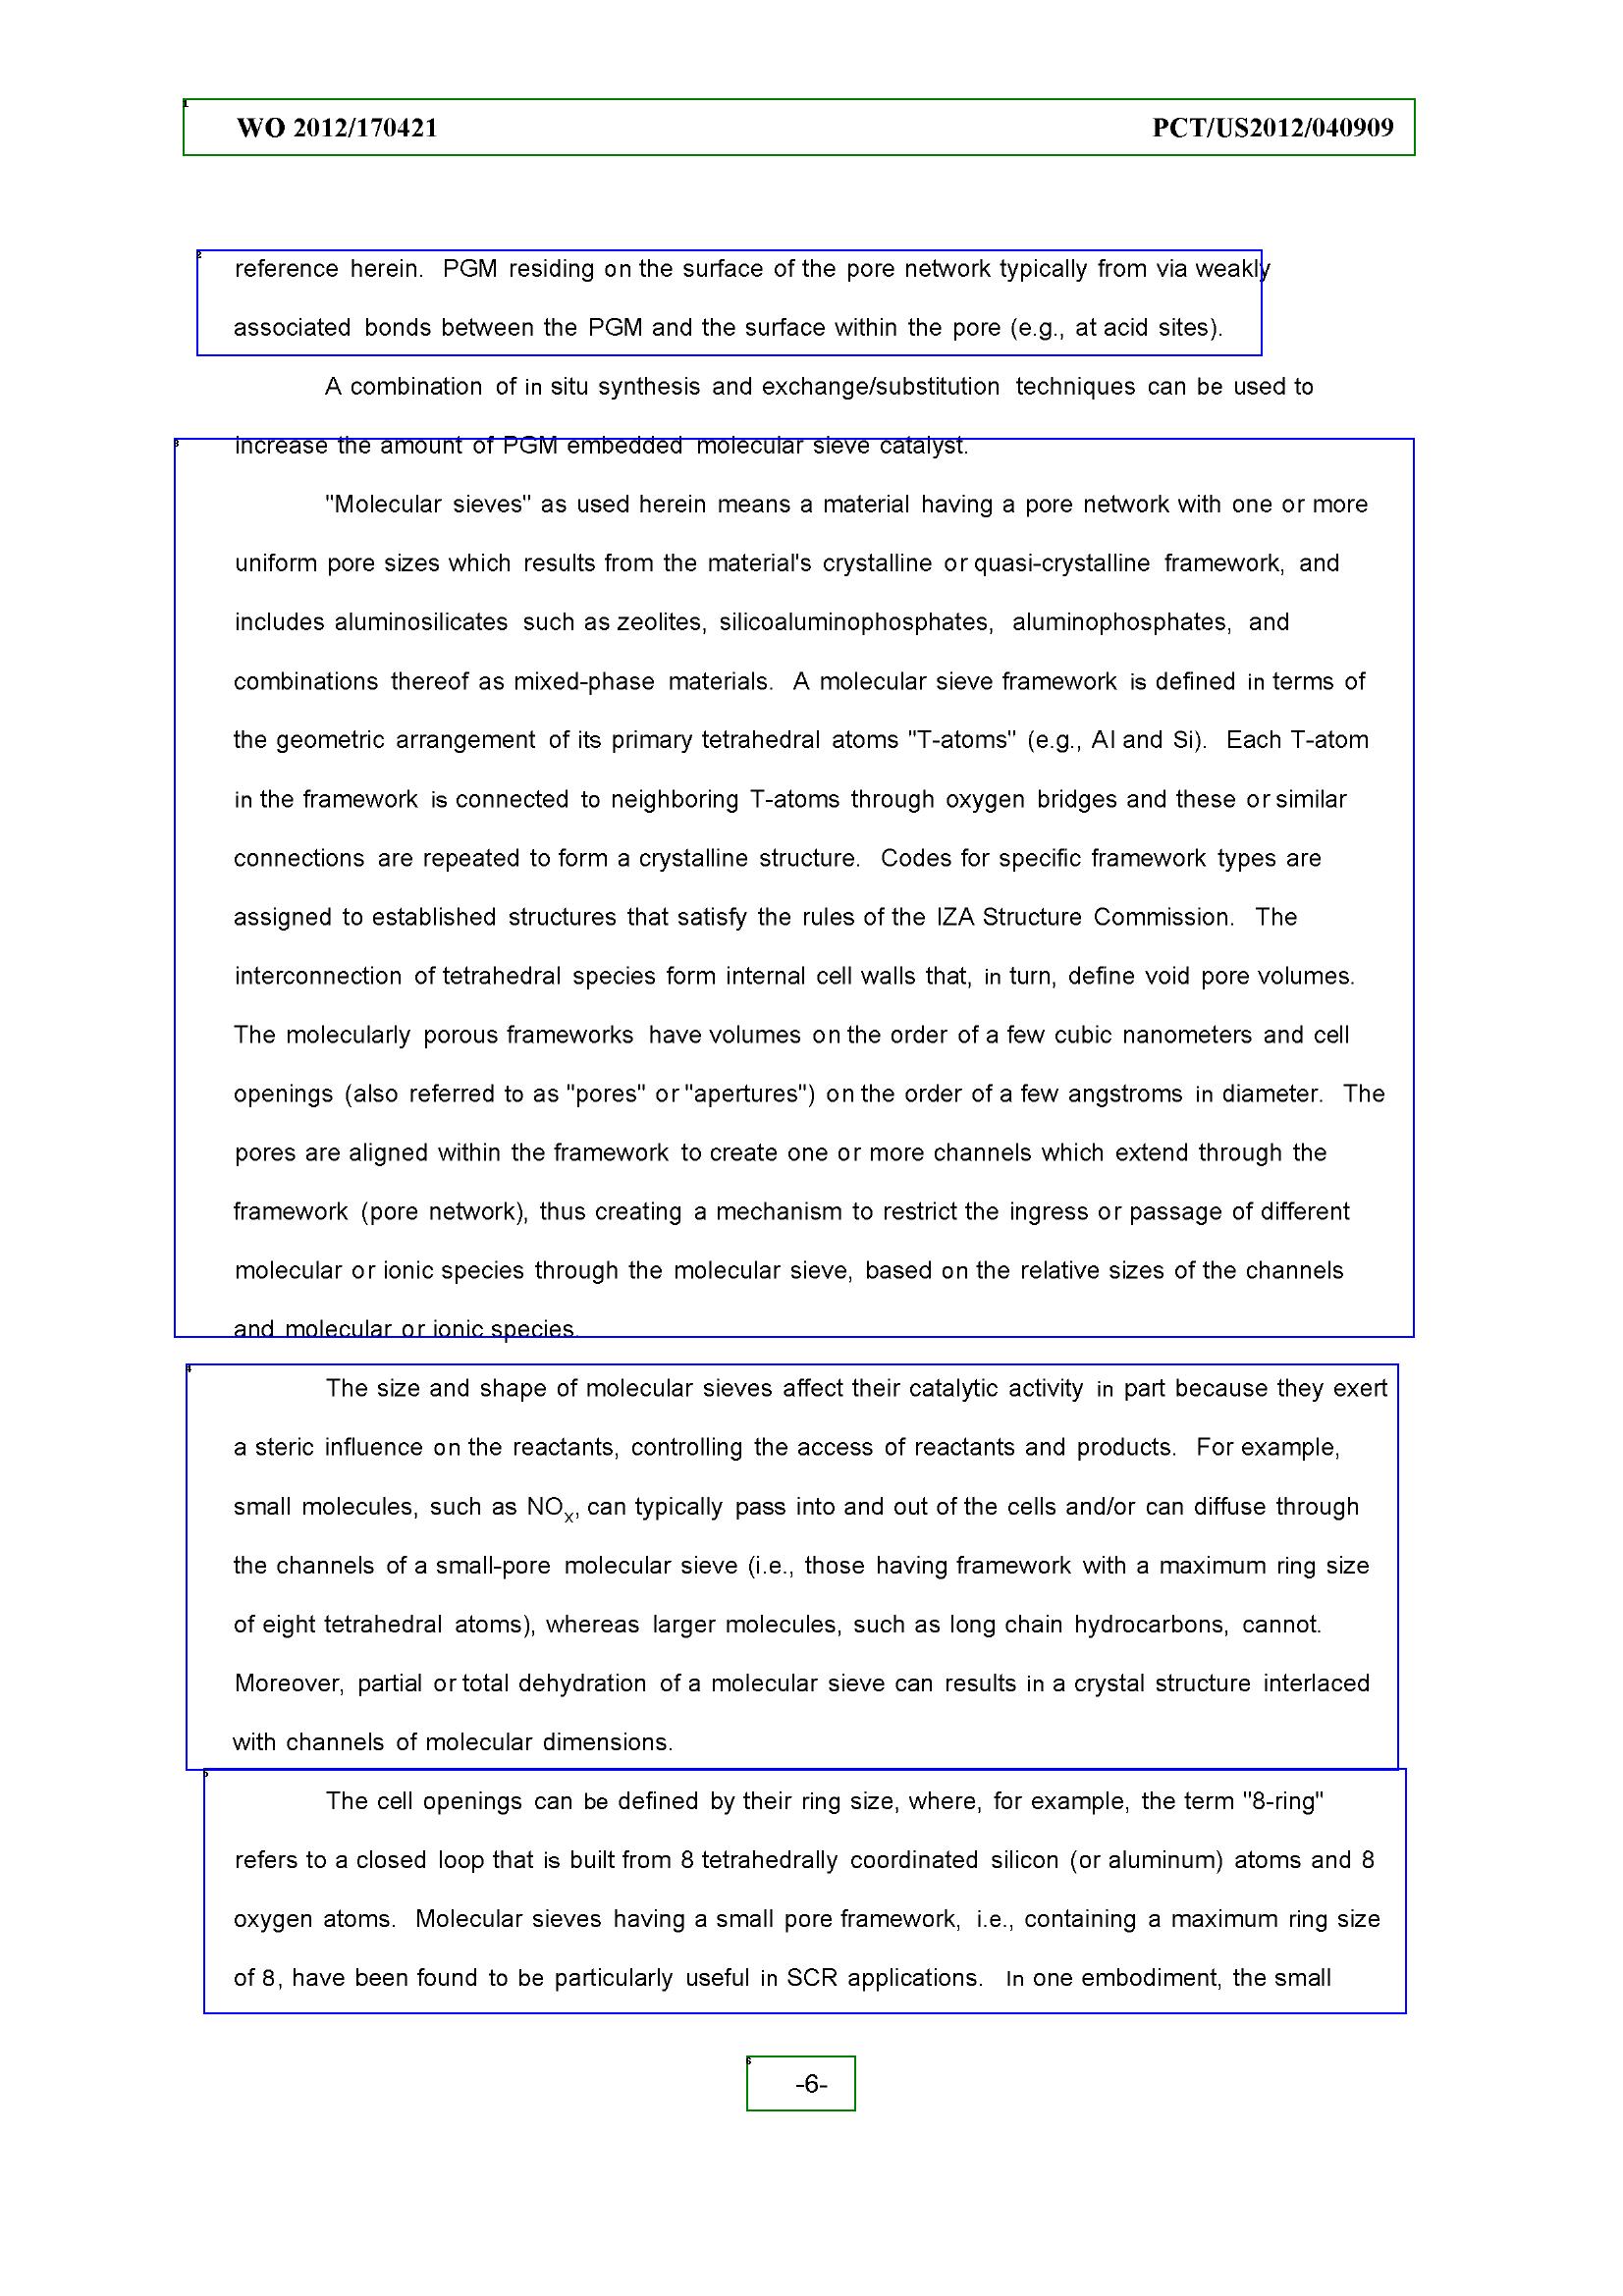 WO 2012/170421 PCT/US2012/040909
reference herein. PGM residing on the surface of the pore network typically from via weakly
associated bonds between the PGM and the surface within the pore (e.g., at acid sites).
A combination of in situ synthesis and exchange/substitution techniques can be used to
increase the amount of PGM embedded molecular sieve catalyst.
"Molecular sieves" as used herein means a material having a pore network with one or more
uniform pore sizes which results from the material's crystalline or quasi-crystalline framework, and
includes aluminosilicates such as zeolites, silicoaluminophosphates, aluminophosphates, and
combinations thereof as mixed-phase materials. A molecular sieve framework is defined in terms of
the geometric arrangement of its primary tetrahedral atoms "T-atoms" (e.g., Al and Si). Each T-atom
in the framework is connected to neighboring T-atoms through oxygen bridges and these or similar
connections are repeated to form a crystalline structure. Codes for specific framework types are
assigned to established structures that satisfy the rules of the IZA Structure Commission. The
interconnection of tetrahedral species form internal cell walls that, in turn, define void pore volumes.
The molecularly porous frameworks have volumes on the order of a few cubic nanometers and cell
openings (also referred to as "pores" or "apertures") on the order of a few angstroms in diameter. The
pores are aligned within the framework to create one or more channels which extend through the
framework (pore network), thus creating a mechanism to restrict the ingress or passage of different
molecular or ionic species through the molecular sieve, based on the relative sizes of the channels
and molecular or ionic species.
The size and shape of molecular sieves affect their catalytic activity in part because they exert
a steric influence on the reactants, controlling the access of reactants and products. For example,
small molecules, such as NOx, can typically pass into and out of the cells and/or can diffuse through
the channels of a small-pore molecular sieve (i.e., those having framework with a maximum ring size
of eight tetrahedral atoms), whereas larger molecules, such as long chain hydrocarbons, cannot.
Moreover, partial or total dehydration of a molecular sieve can results in a crystal structure interlaced
with channels of molecular dimensions.
The cell openings can be defined by their ring size, where, for example, the term "8-ring"
refers to a closed loop that is built from 8 tetrahedrally coordinated silicon (or aluminum) atoms and 8
oxygen atoms. Molecular sieves having a small pore framework, i.e., containing a maximum ring size
of 8, have been found to be particularly useful in SCR applications. In one embodiment, the small
-6-